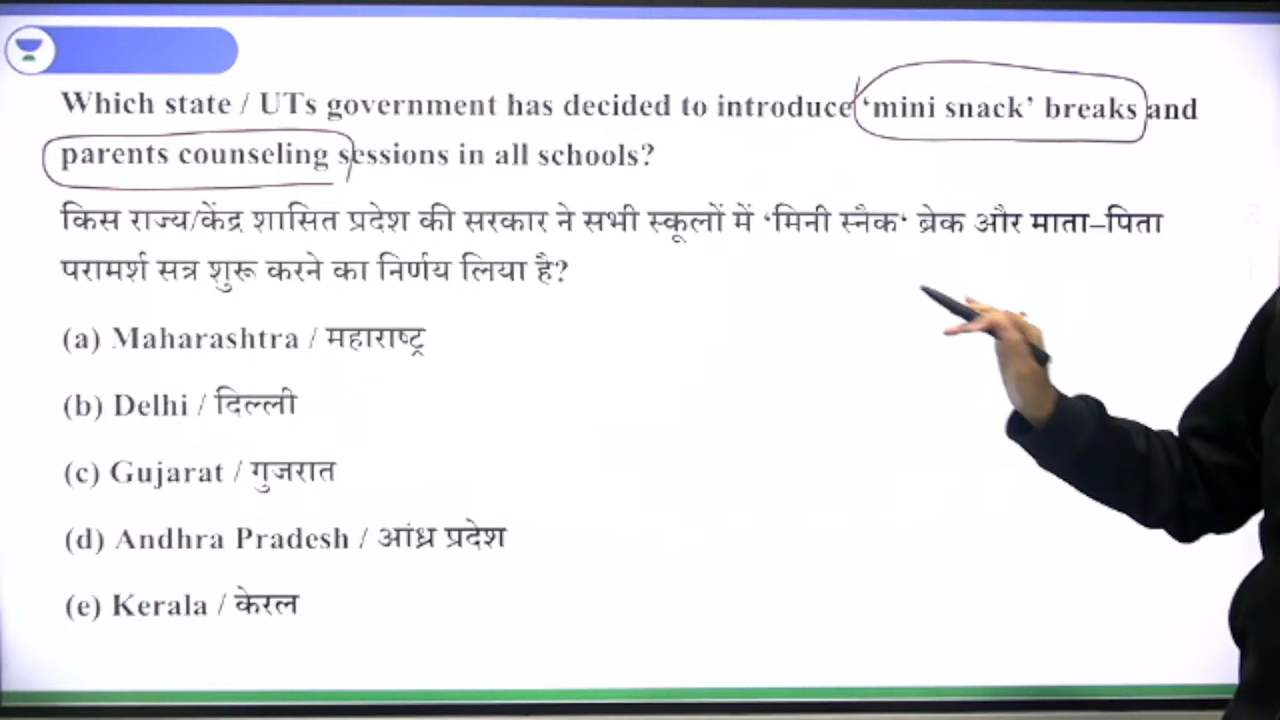 Which state / UTs government has decided to introduce ‘mini snack’ breaks and
parents counseling sessions in all schools?
किस राज्य/केंद्र शासित प्रदेश की सरकार ने सभी स्कूलों में ‘मिनी स्नैक‘ ब्रेक और माता–पिता
परामर्श सत्र शुरू करने का निर्णय लिया है?
(a) Maharashtra / महाराष्ट्र
(b) Delhi / दिल्ली
(c) Gujarat / गुजरात
(d) Andhra Pradesh / आंध्र प्रदेश
(e) Kerala / केरल